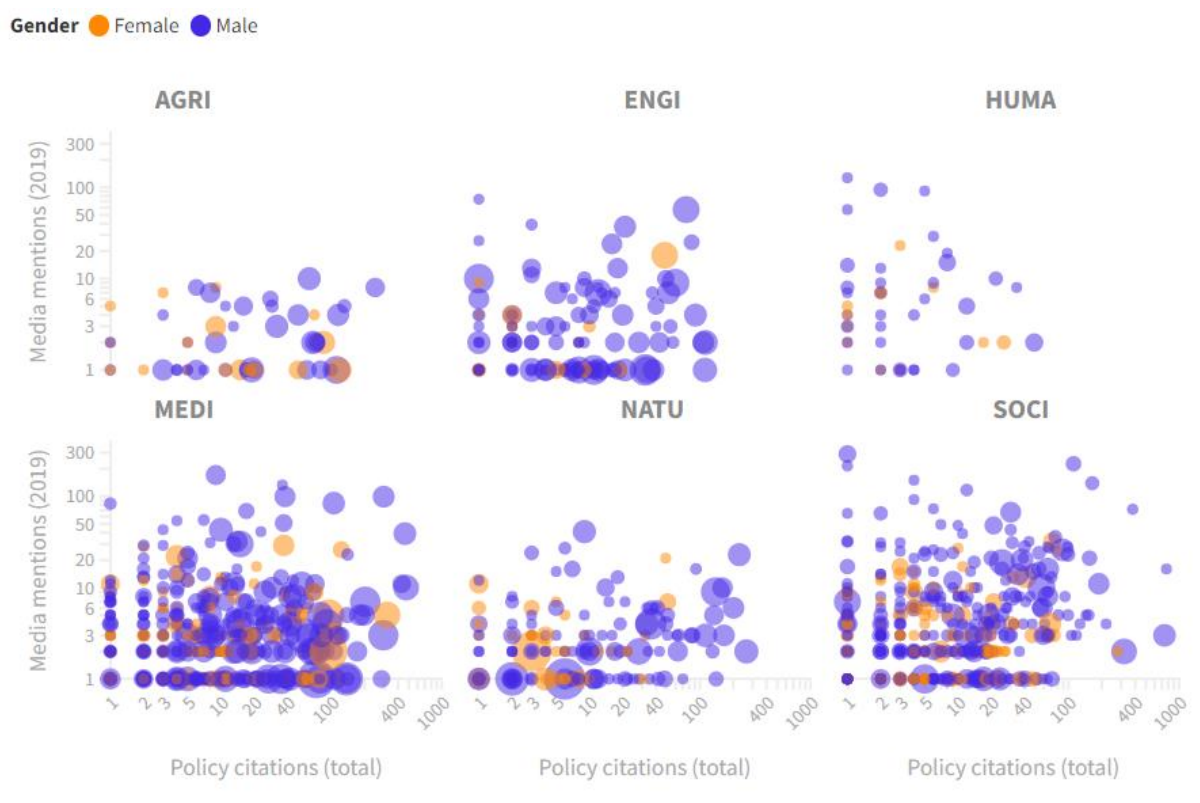 Gender Female Male
AGRI ENGI HUMA
Media mentions (2019)
300
100
50
20
10
6
3
1
MEDI NATU SOCI
Media mentions (2019)
300
100
50
20
10
6
3
1
1 2 3 5 10 20 40 100 400 1000 1 2 3 5 10 20 40 100 400 1000 1 2 3 5 10 20 40 100 400 1000
Policy citations (total) Policy citations (total) Policy citations (total)